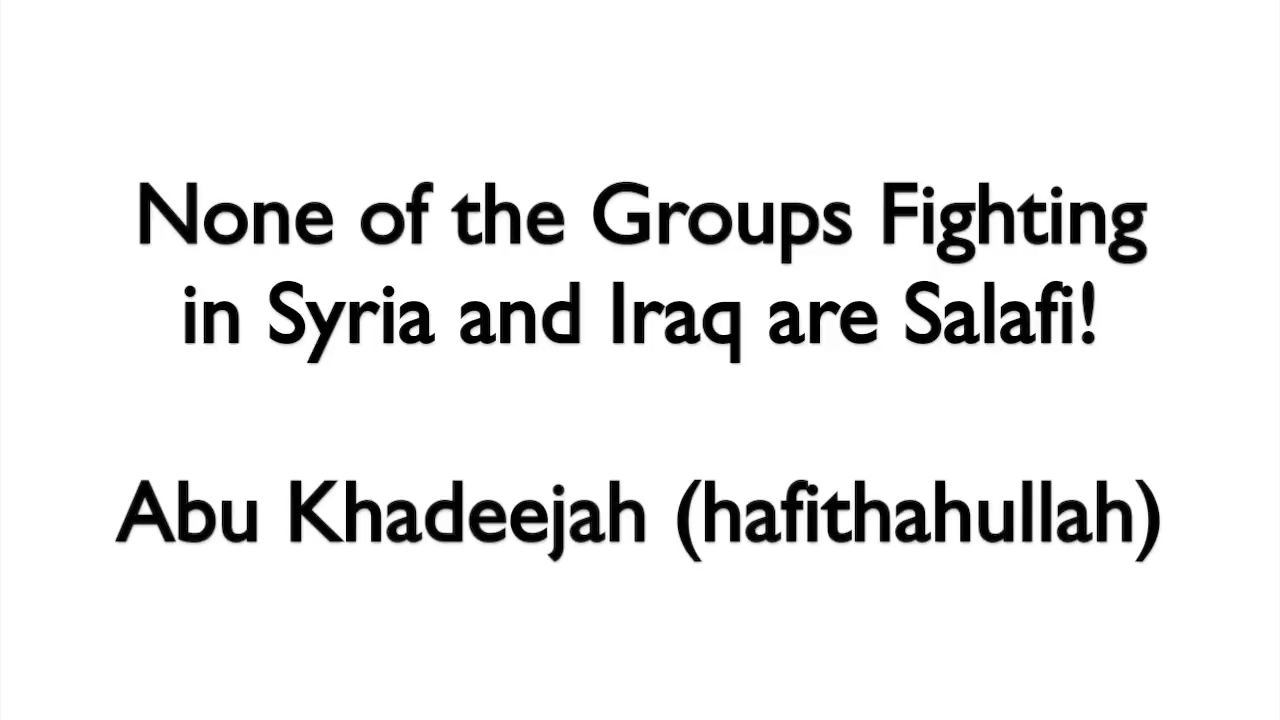 None of the Groups Fighting
in Syria and Iraq are Salafi!
Abu Khadeejah (hafithahullah)